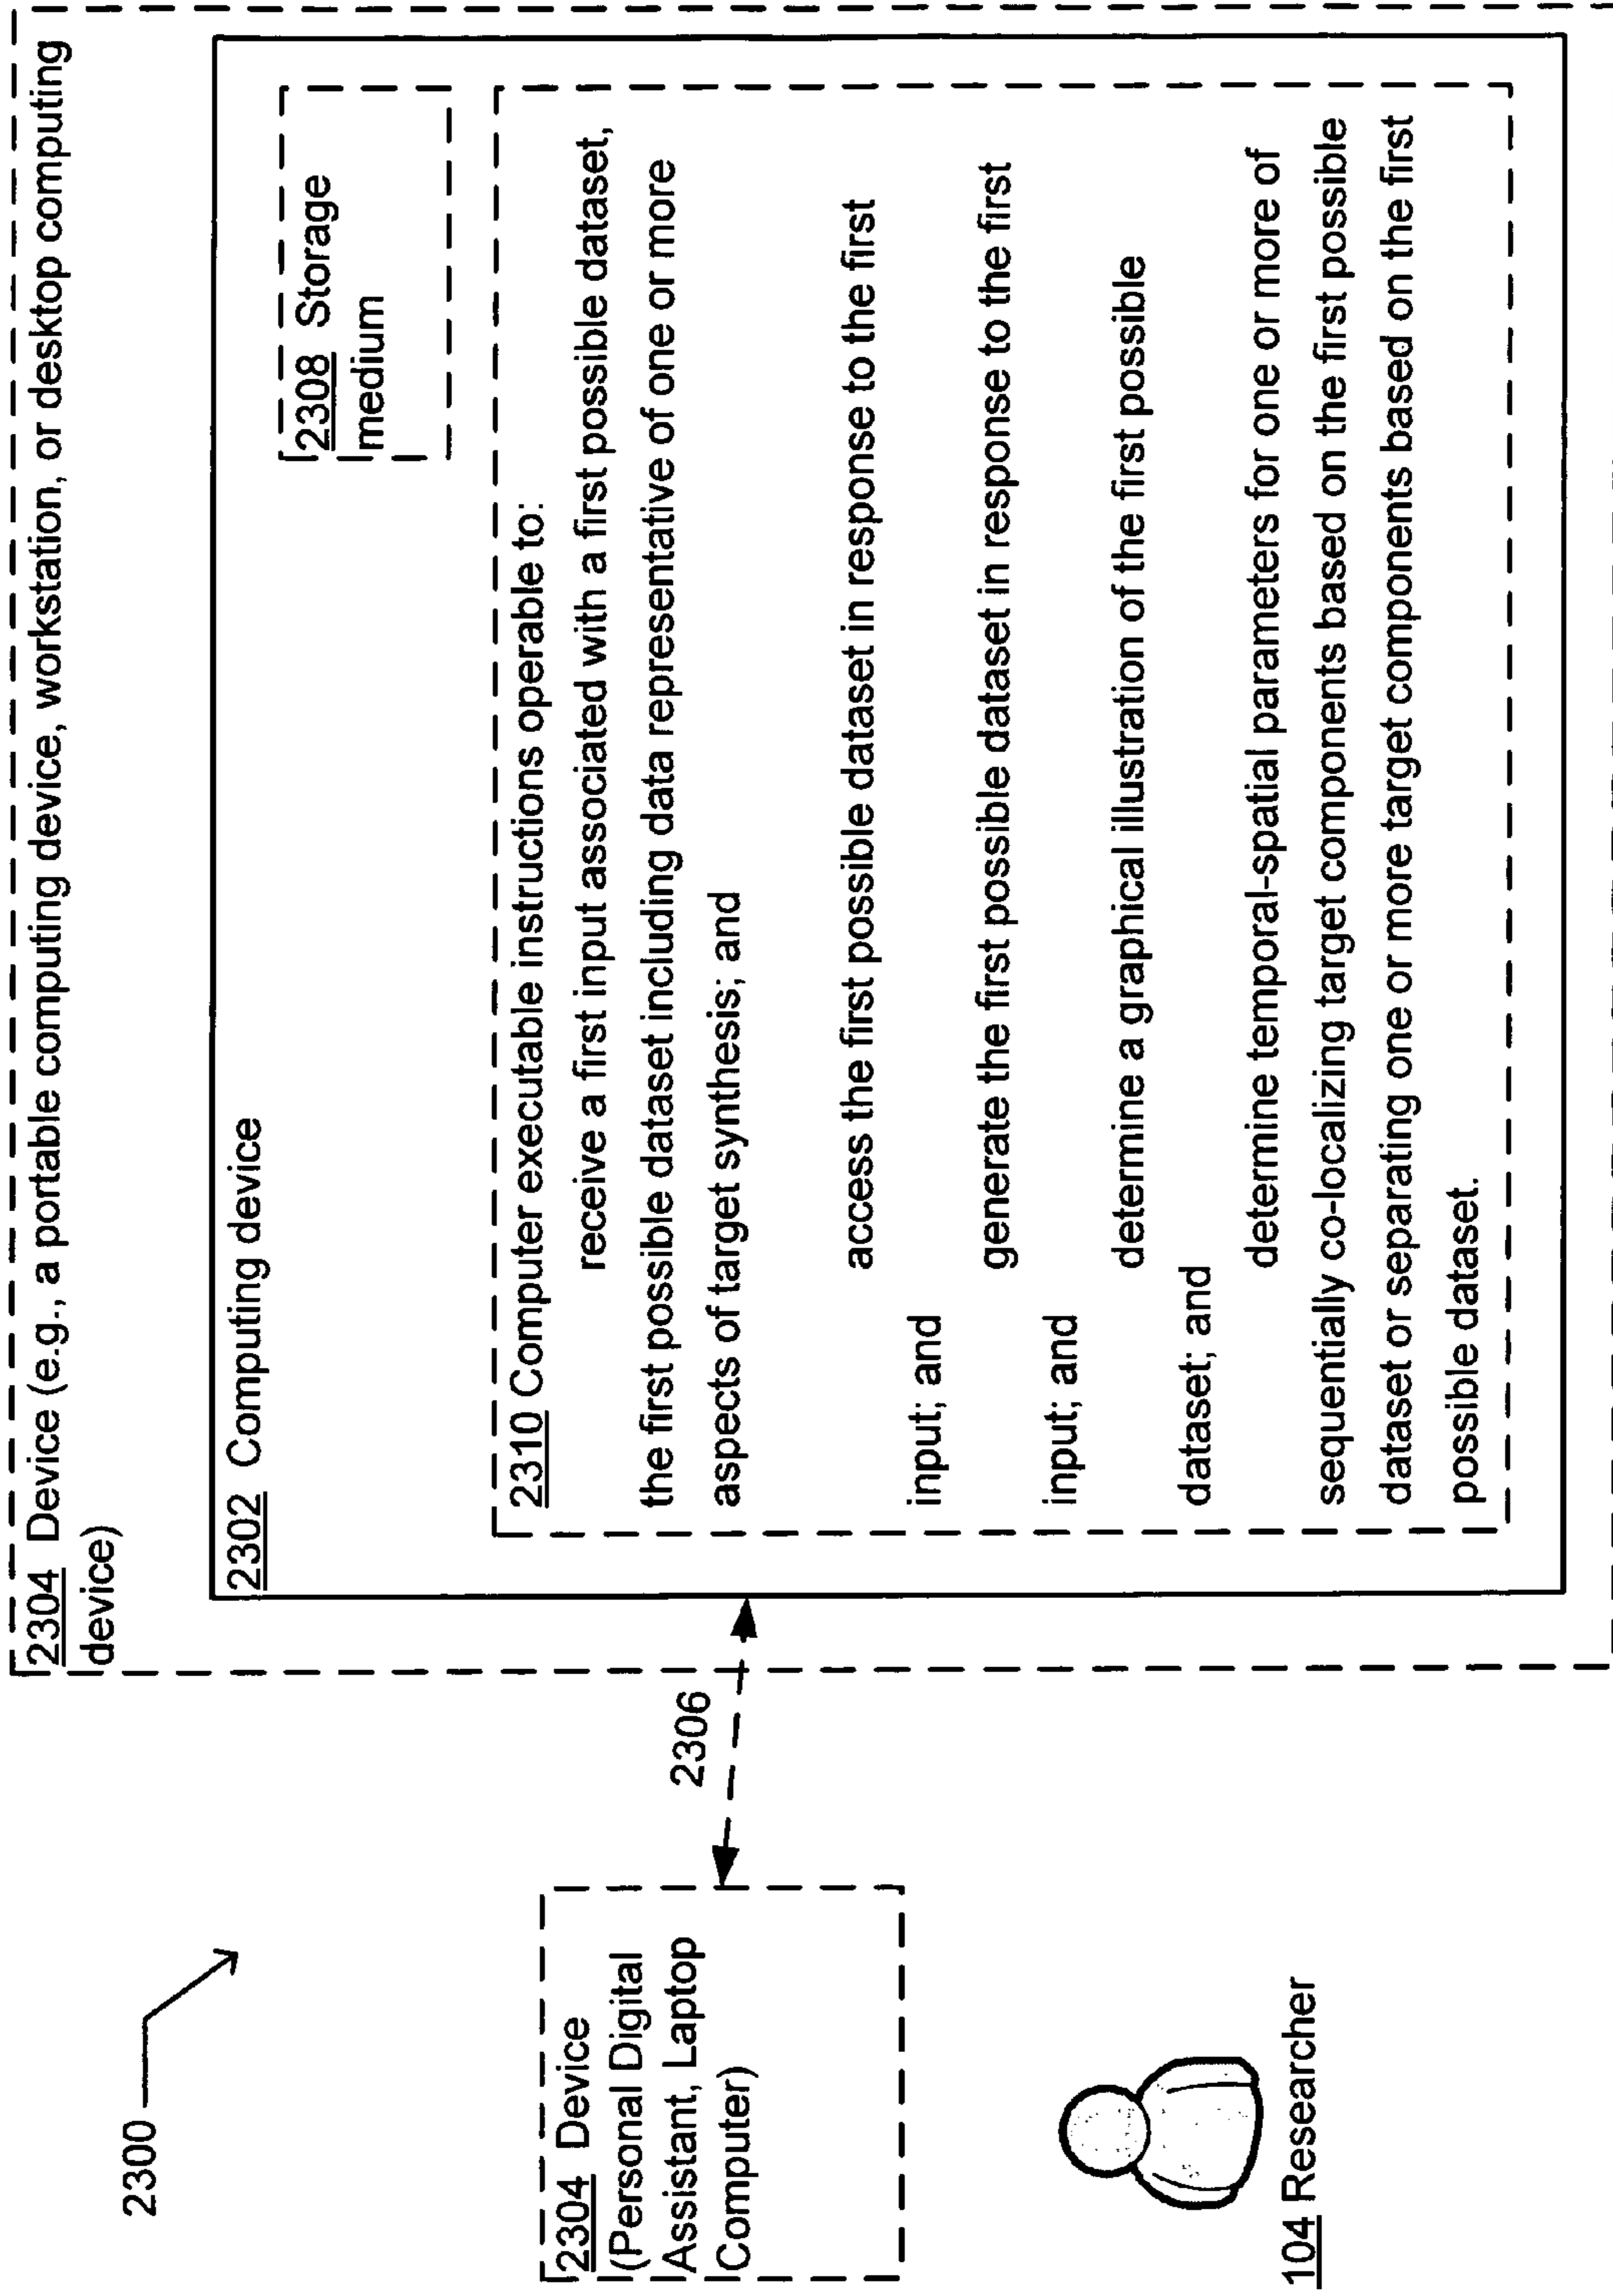 2300
2304 Device (e.g., a portable computing device, workstation, or desktop computing
device)
2302 Computing device
2308 Storage
medium
2310 Computer executable instructions operable to:
receive a first input associated with a first possible dataset,
the first possible dataset including data representative of one or more
aspects of target synthesis; and
access the first possible dataset in response to the first
input; and
generate the first possible dataset in response to the first
input; and
determine a graphical illustration of the first possible
dataset; and
determine temporal-spatial parameters for one or more of
sequentially co-localizing target components based on the first possible
dataset or separating one or more target components based on the first
possible dataset.
2306
2304 Device
(Personal Digital
Assistant, Laptop
Computer)
104 Researcher